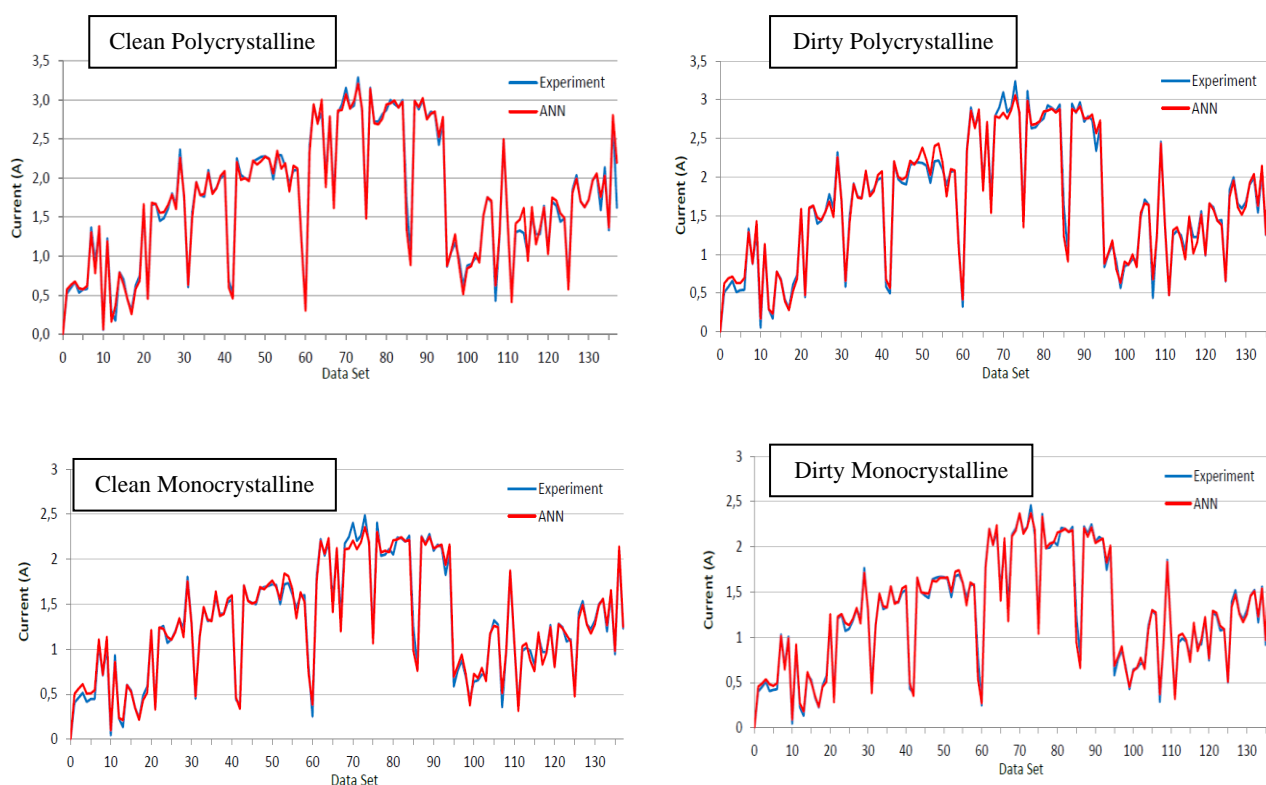 Clean Polycrystalline
3,5
3,0
2,5
2,0
1,5
1,0
0,5
0,0
Current (A)
Experiment
ANN
0 10 20 30 40 50 60 70 80 90 100 110 120 130
Data Set
Dirty Polycrystalline
3,5
3
2,5
2
1,5
1
0,5
0
Current (A)
Experiment
ANN
0 10 20 30 40 50 60 70 80 90 100 110 120 130
Data Set
Clean Monocrystalline
3
2,5
2
1,5
1
0,5
0
Current (A)
Experiment
ANN
0 10 20 30 40 50 60 70 80 90 100 110 120 130
Data Set
Dirty Monocrystalline
3
2,5
2
1,5
1
0,5
0
Current (A)
Experiment
ANN
0 10 20 30 40 50 60 70 80 90 100 110 120 130
Data Set